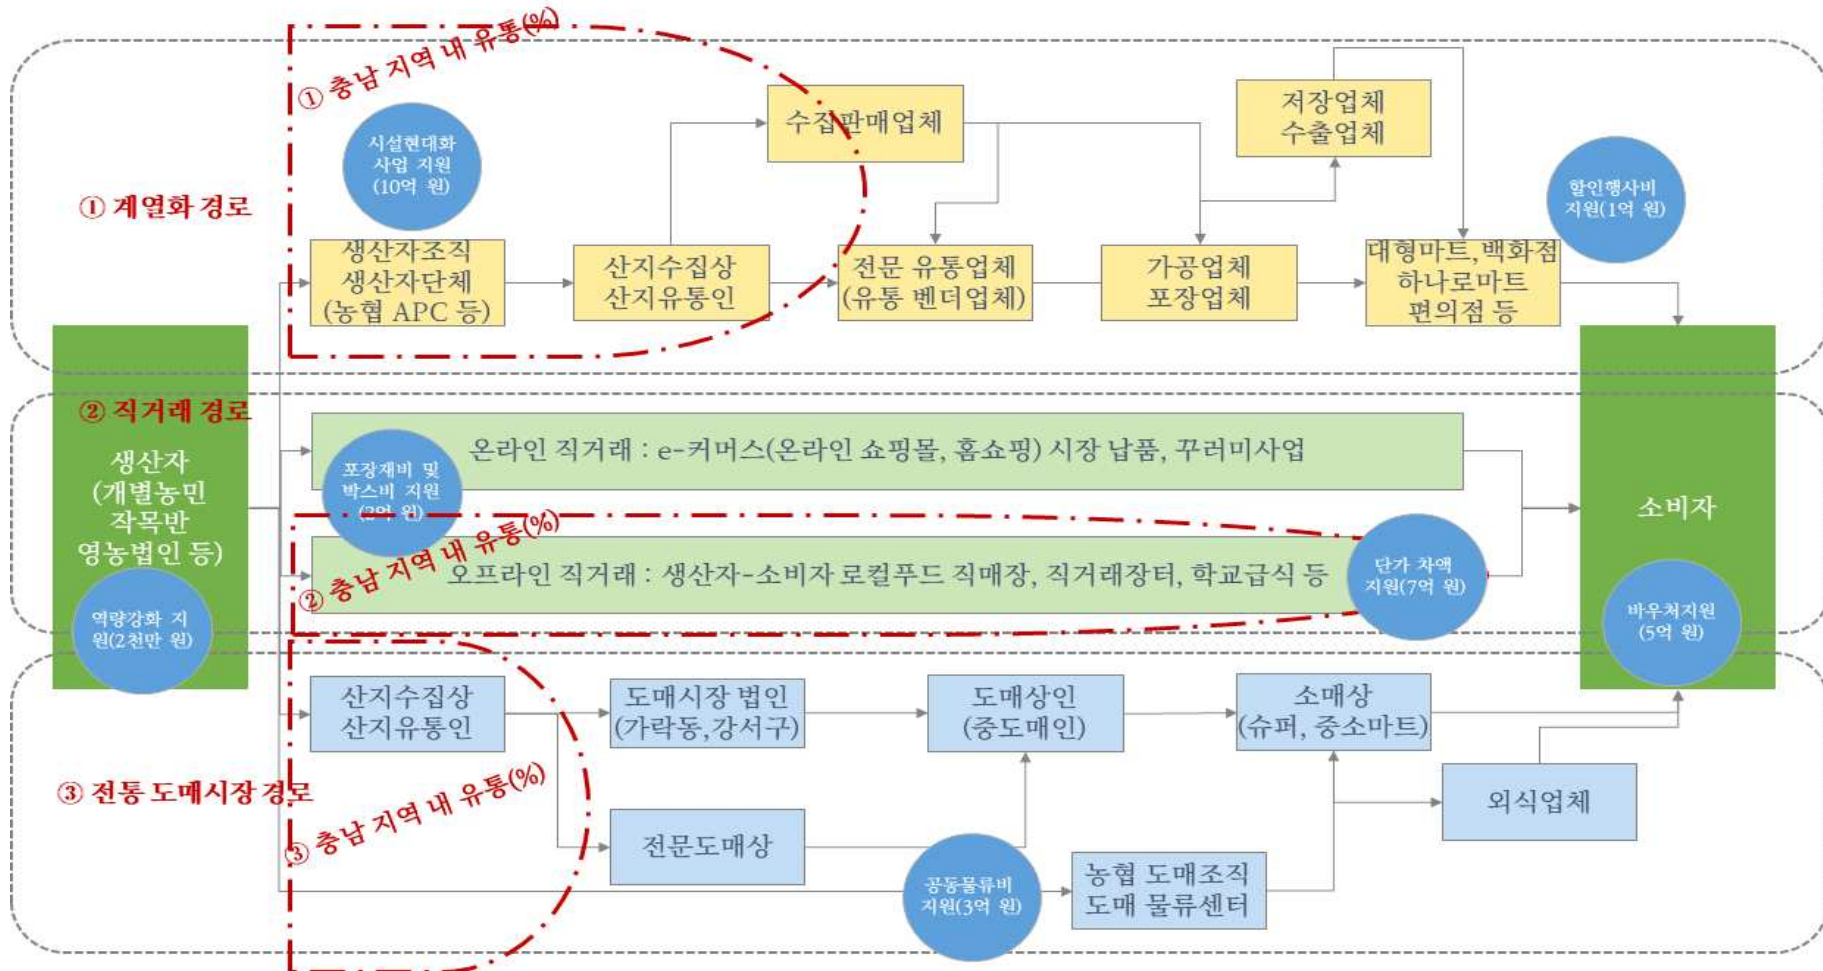 ① 충남 지역 내 유통(%)
시설현대화
사업 지원
(10억 원)
① 계열화 경로
수집판매업체
저장업체
수출업체
할인행사비
지원(1억 원)
생산자조직
생산자단체
(농협 APC 등)
산지수집상
산지유통인
전문 유통업체
(유통 벤더업체)
가공업체
포장업체
대형마트,백화점
하나로마트
편의점 등
② 직거래 경로
생산자
(개별농민
작목반
영농법인 등)
역량강화 지
원(2천만 원)
온라인 직거래 : e-커머스(온라인 쇼핑몰, 홈쇼핑) 시장 납품, 꾸러미사업
포장재비 및
박스비 지원
(2억 원)
② 충남 지역 내 유통(%)
오프라인 직거래 : 생산자-소비자 로컬푸드 직매장, 직거래장터, 학교급식 등
단가 차액
지원(7억 원)
소비자
바우처지원
(5억 원)
③ 전통 도매시장 경로
③ 충남 지역 내 유통(%)
산지수집상
산지유통인
도매시장 법인
(가락동,강서구)
도매상인
(중도매인)
소매상
(슈퍼, 중소마트)
외식업체
전문도매상
공동물류비
지원(3억 원)
농협 도매조직
도매 물류센터